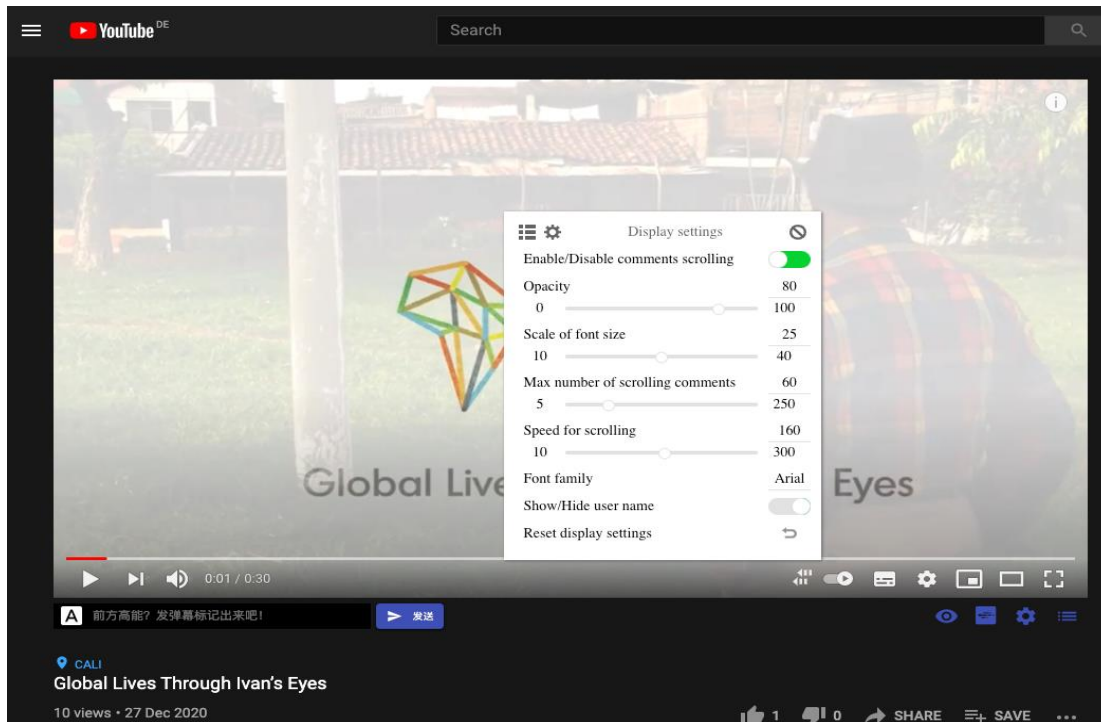 YouTube DE
Search
Display settings
Enable/Disable comments scrolling
Opacity 80
0 100
Scale of font size 25
10 40
Max number of scrolling comments 60
5 250
Speed for scrolling 160
10 300
Font family Arial
Show/Hide user name
Reset display settings
Global Live Eyes
0:01 / 0:30
A 前方高能？发弹幕标记出来吧！ 发送
CALI
Global Lives Through Ivan's Eyes
10 views • 27 Dec 2020
1 0 SHARE SAVE